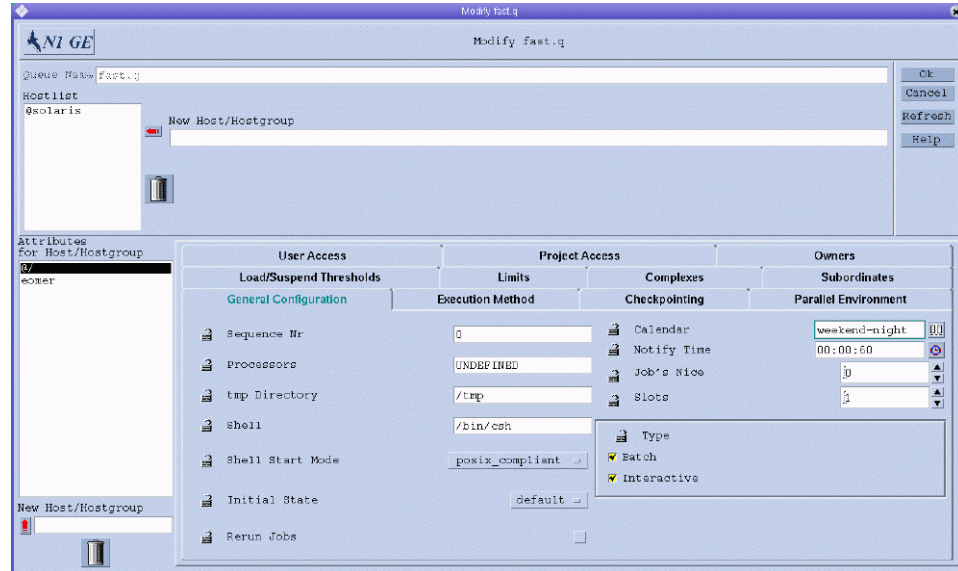 Modify fast.q
N1 GE
Modify fast.q
Queue Name fast.q
Ok
Cancel
Refresh
Help
Hostlist
@solaris
New Host/Hostgroup
Attributes
for Host/Hostgroup
@/
eomer
New Host/Hostgroup
User Access Project Access Owners
Load/Suspend Thresholds Limits Complexes Subordinates
General Configuration Execution Method Checkpointing Parallel Environment
Sequence Nr 0
Processors UNDEFINED
tmp Directory /tmp
Shell /bin/csh
Shell Start Mode posix_compliant
Initial State default
Rerun Jobs
Calendar weekend-night
Notify Time 00:00:60
Job's Nice 0
Slots 1
Type
Batch
Interactive